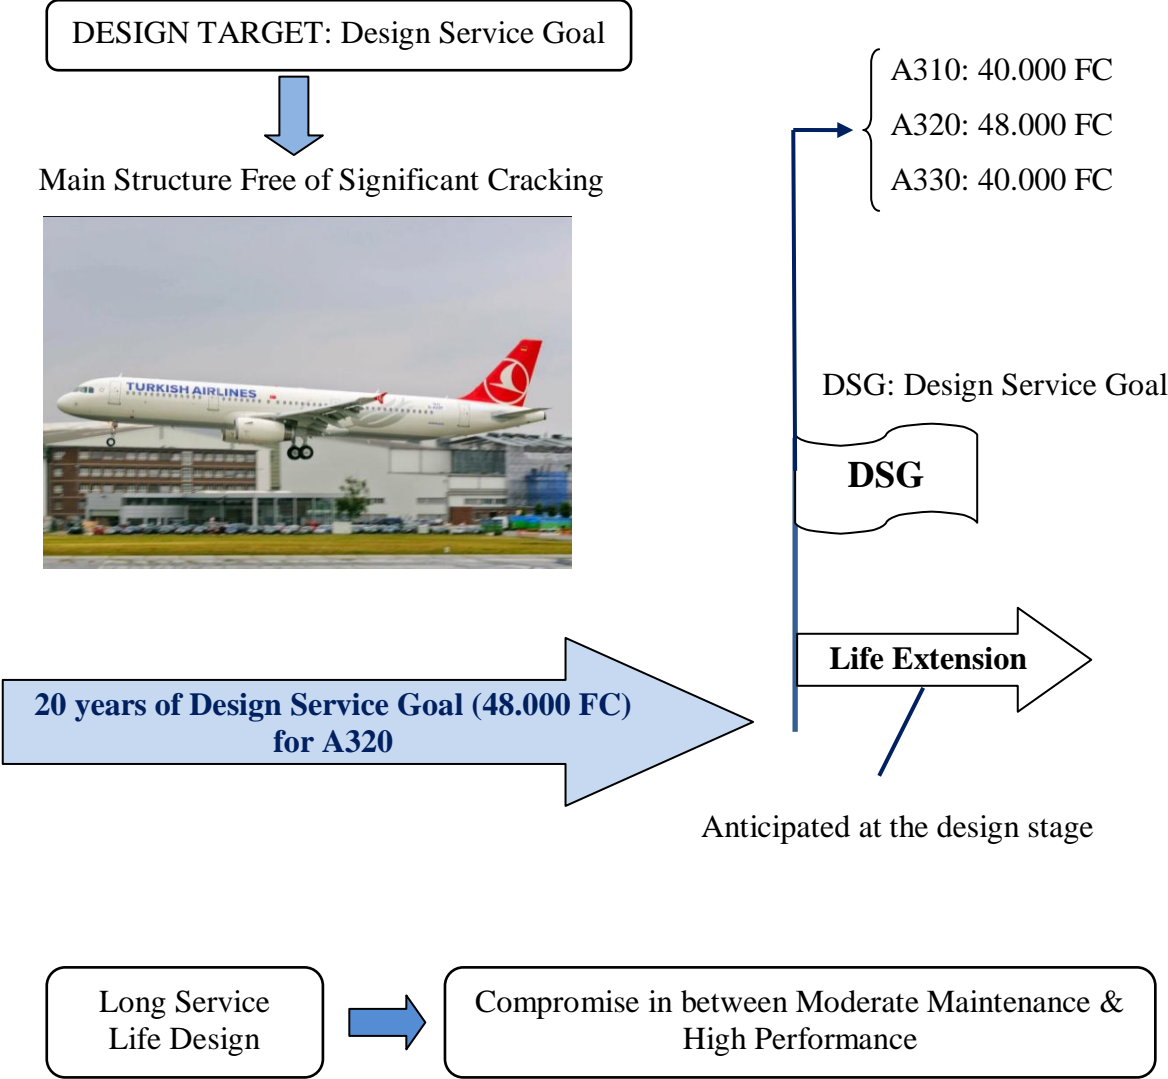 DESIGN TARGET: Design Service Goal
Main Structure Free of Significant Cracking
TURKISH AIRLINES
A310: 40.000 FC
A320: 48.000 FC
A330: 40.000 FC
DSG: Design Service Goal
DSG
Life Extension
20 years of Design Service Goal (48.000 FC)
for A320
Anticipated at the design stage
Long Service
Life Design
Compromise in between Moderate Maintenance &
High Performance